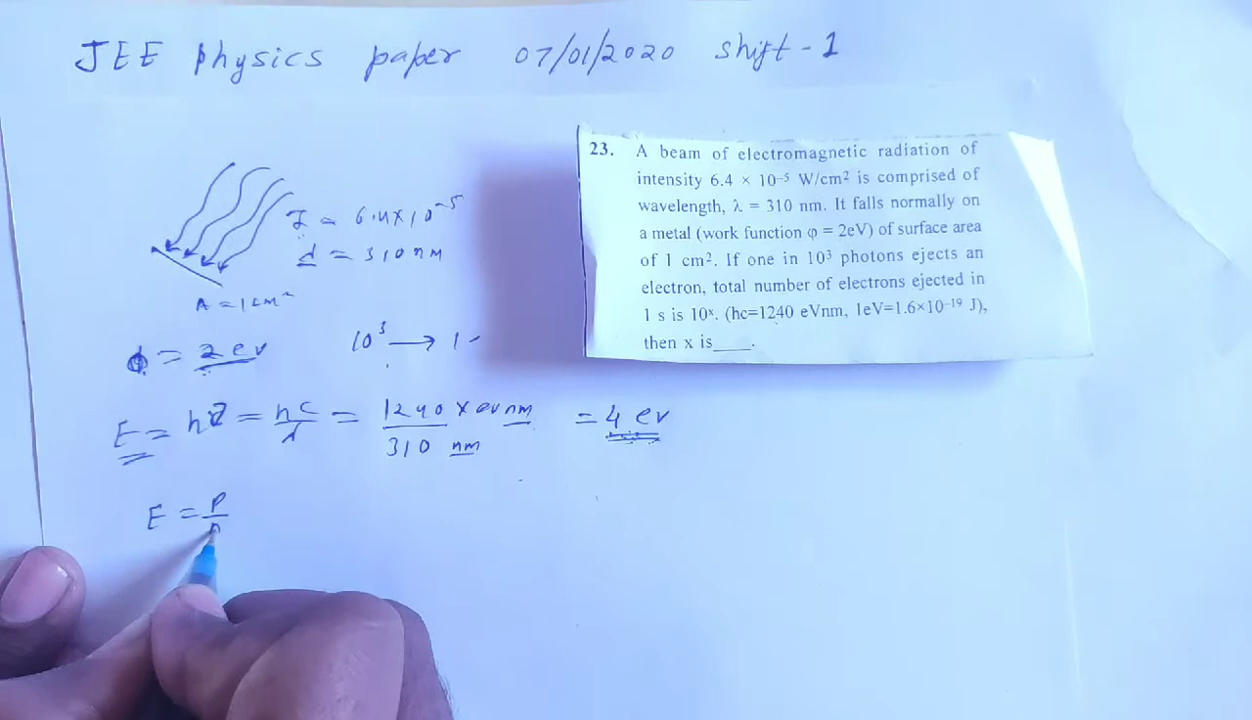 JEE Physics paper 07/01/2020 shift-1
I = 6.4×10⁻⁵
λ = 310 nm
A = 1 cm²
ϕ = 2 ev
10³ → 1
E = hν = hc/λ = 1240 × ev nm / 310 nm = 4 ev
E = P/
23. A beam of electromagnetic radiation of
intensity 6.4 × 10⁻⁵ W/cm² is comprised of
wavelength, λ = 310 nm. It falls normally on
a metal (work function φ = 2eV) of surface area
of 1 cm². If one in 10³ photons ejects an
electron, total number of electrons ejected in
1 s is 10ˣ. (hc=1240 eVnm, 1eV=1.6×10⁻¹⁹ J),
then x is____.